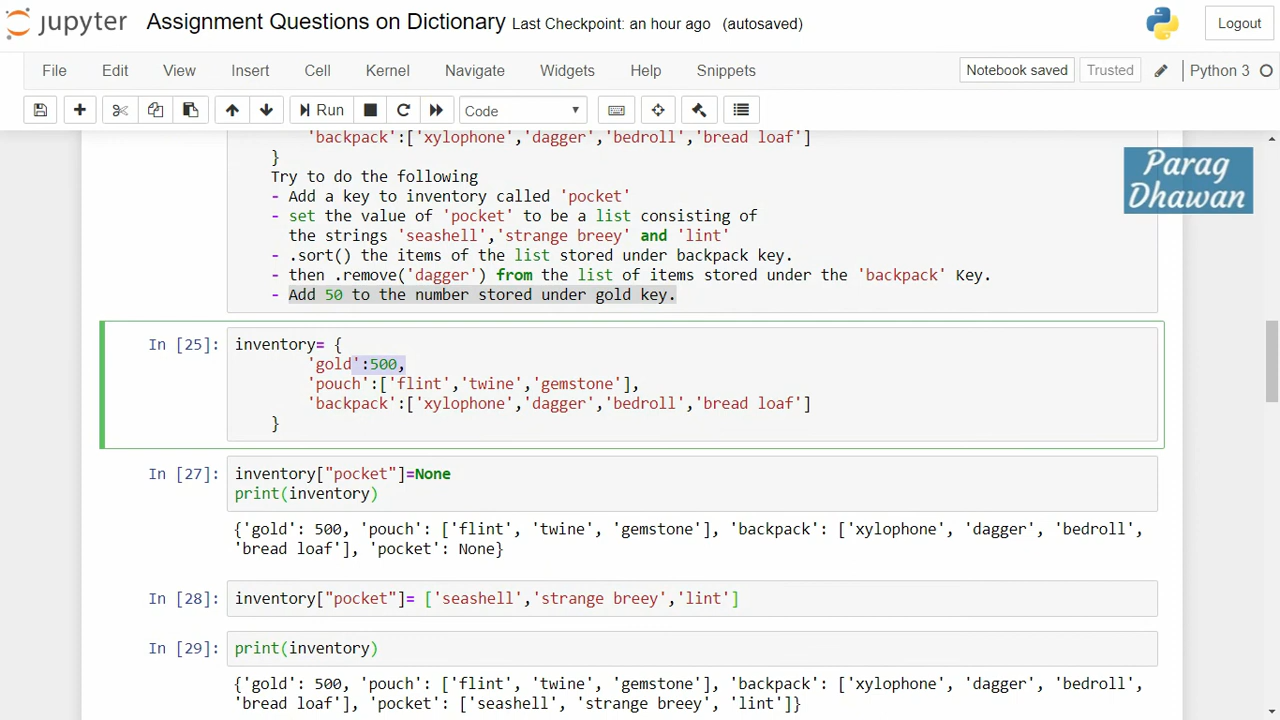 jupyter Assignment Questions on Dictionary Last Checkpoint: an hour ago (autosaved) Logout
File Edit View Insert Cell Kernel Navigate Widgets Help Snippets Notebook saved Trusted Python 3
Run Code
Parag
Dhawan
'backpack':['xylophone','dagger','bedroll','bread loaf']
}
Try to do the following
- Add a key to inventory called 'pocket'
- set the value of 'pocket' to be a list consisting of
the strings 'seashell','strange breey' and 'lint'
- .sort() the items of the list stored under backpack key.
- then .remove('dagger') from the list of items stored under the 'backpack' Key.
- Add 50 to the number stored under gold key.
In [25]: inventory= {
'gold':500,
'pouch':['flint','twine','gemstone'],
'backpack':['xylophone','dagger','bedroll','bread loaf']
}
In [27]: inventory["pocket"]=None
print(inventory)
{'gold': 500, 'pouch': ['flint', 'twine', 'gemstone'], 'backpack': ['xylophone', 'dagger', 'bedroll',
'bread loaf'], 'pocket': None}
In [28]: inventory["pocket"]= ['seashell','strange breey','lint']
In [29]: print(inventory)
{'gold': 500, 'pouch': ['flint', 'twine', 'gemstone'], 'backpack': ['xylophone', 'dagger', 'bedroll',
'bread loaf'], 'pocket': ['seashell', 'strange breey', 'lint']}